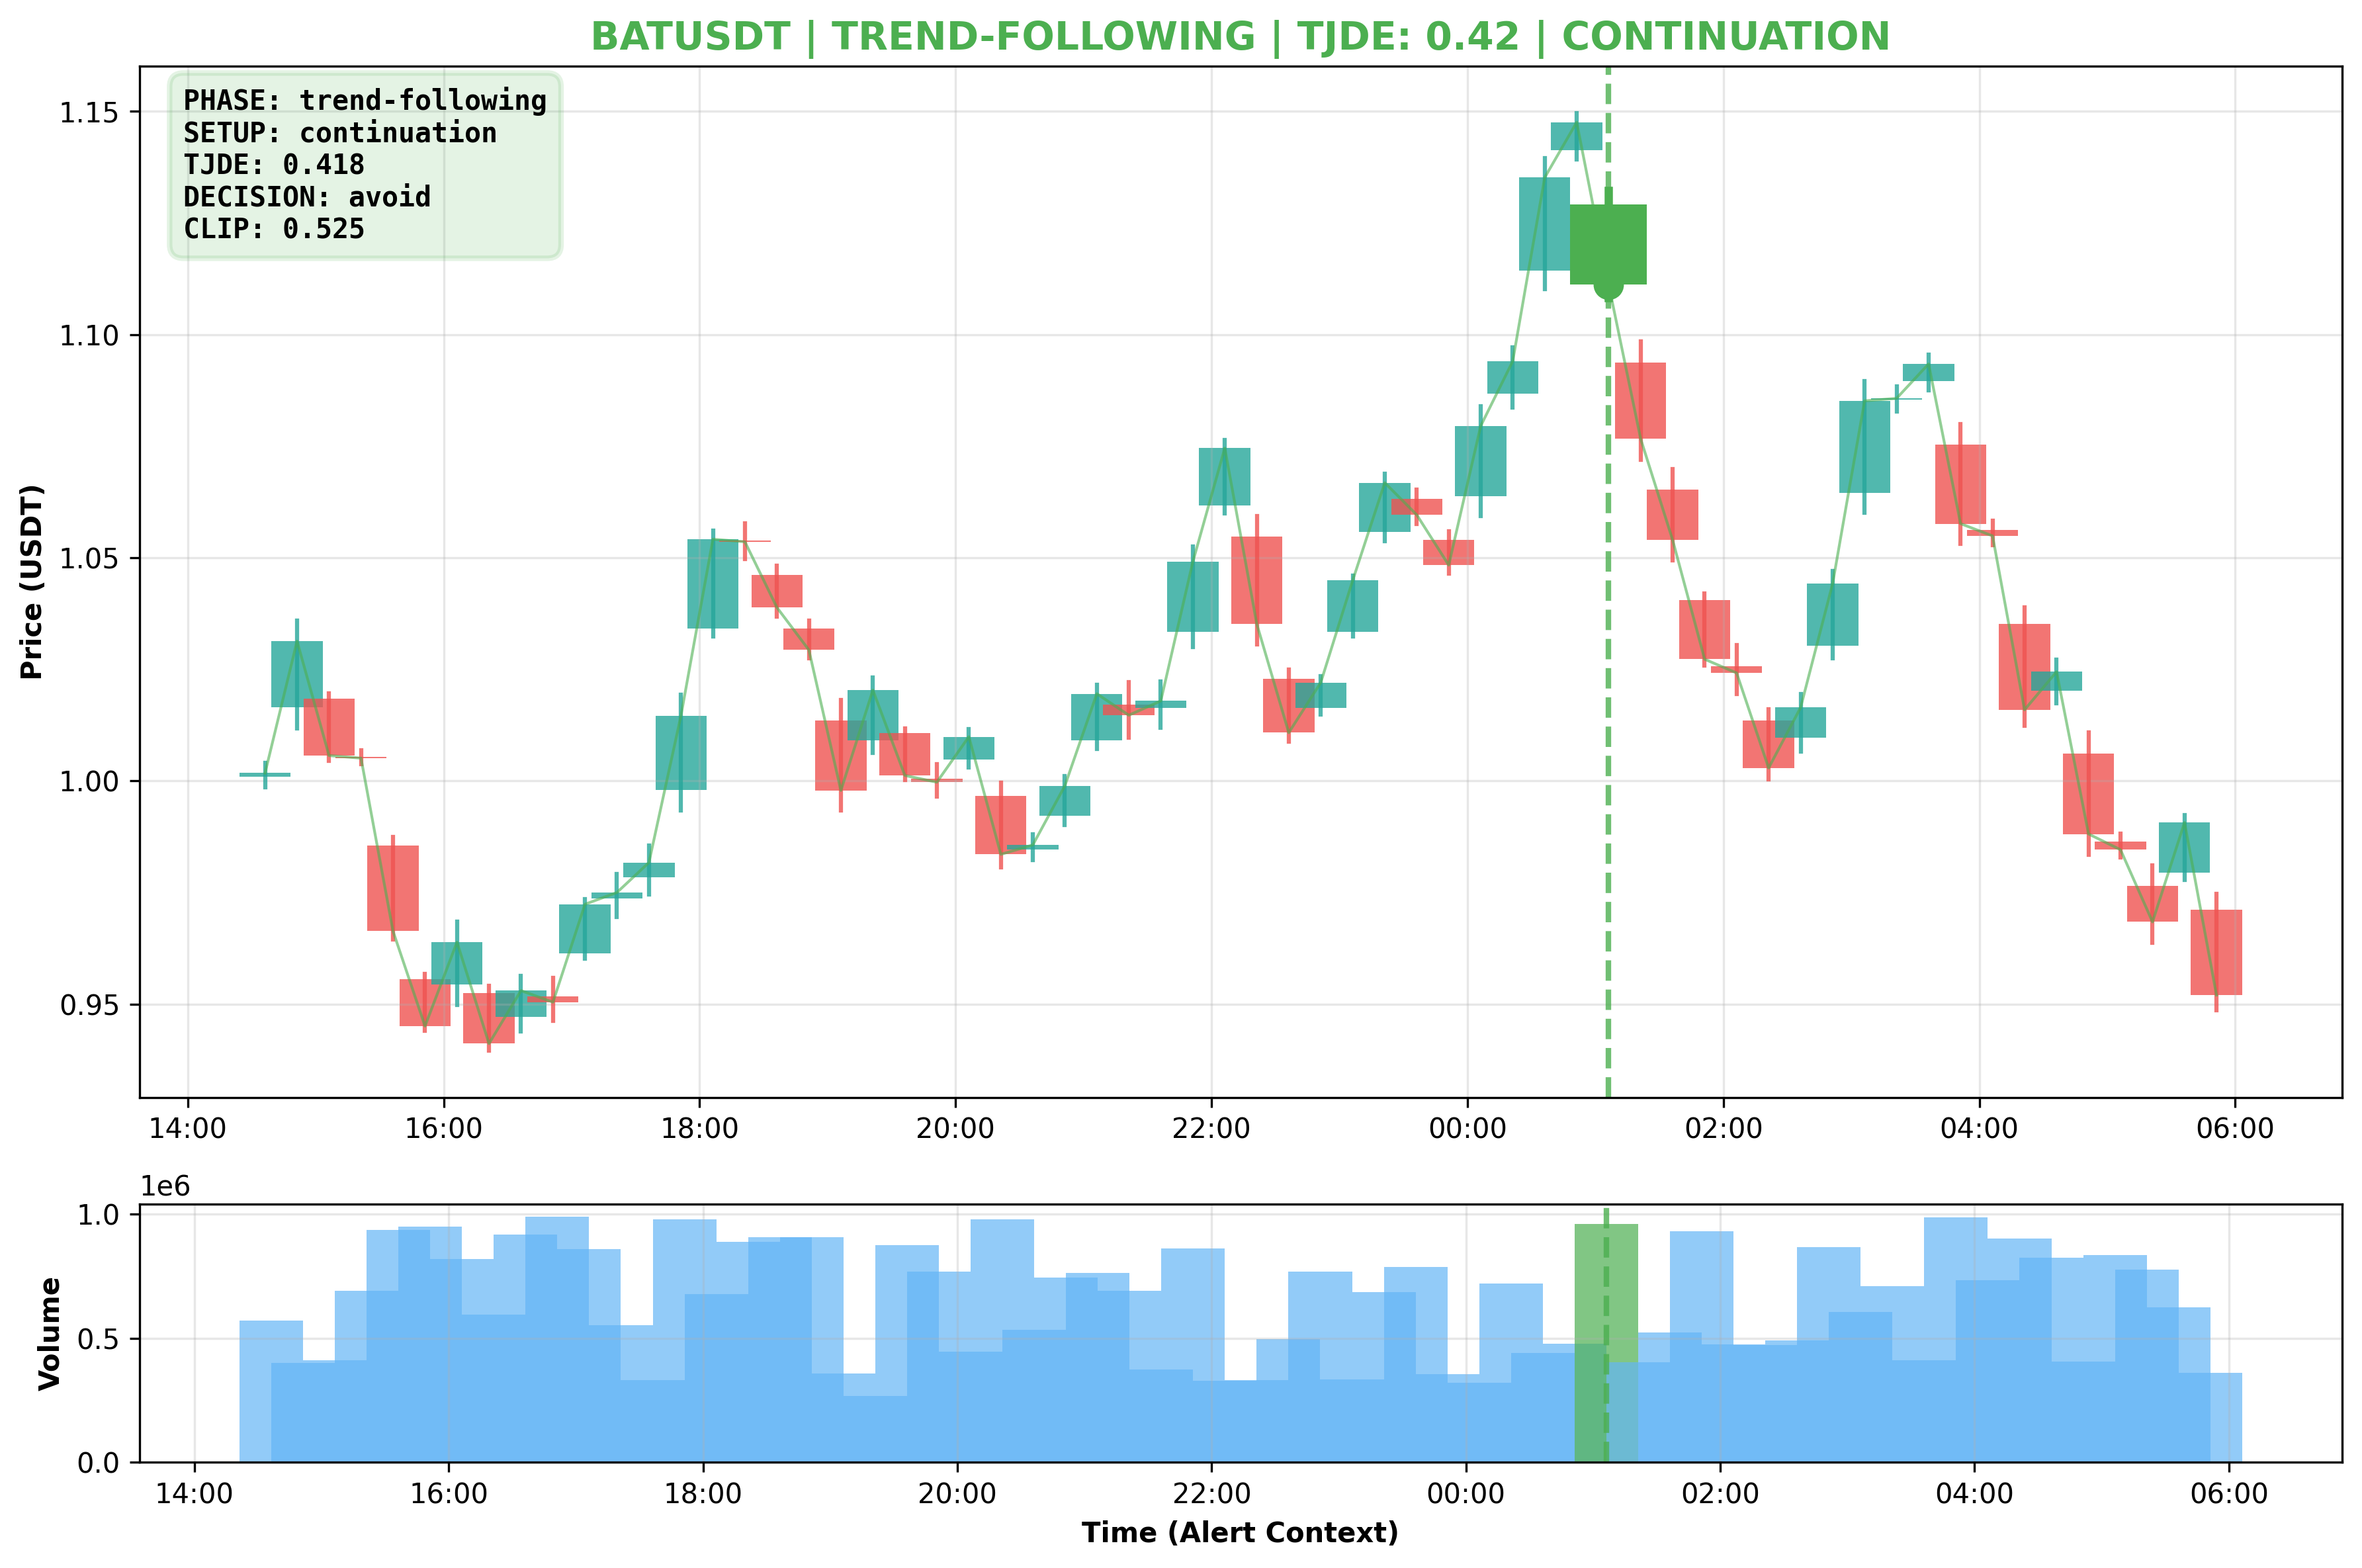 BATUSDT | TREND-FOLLOWING | TJDE: 0.42 | CONTINUATION
PHASE: trend-following
SETUP: continuation
TJDE: 0.418
DECISION: avoid
CLIP: 0.525
Price (USDT)
1.15
1.10
1.05
1.00
0.95
14:00 16:00 18:00 20:00 22:00 00:00 02:00 04:00 06:00
1e6
Volume
1.0
0.5
0.0
14:00 16:00 18:00 20:00 22:00 00:00 02:00 04:00 06:00
Time (Alert Context)